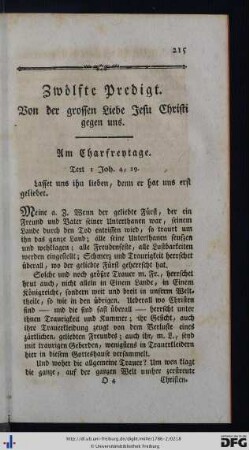 215
Zwölfte Predigt.
Von der grossen Liebe Jesu Christi
gegen uns.
Am Charfreytage.
Text 1 Joh. 4, 19.
Lasset uns ihn lieben, denn er hat uns erst
geliebet.
Meine a. Z. Wenn der geliebte Fürst, der ein
Freund und Vater seiner Unterthanen war, seinem
Lande durch den Tod entrissen wird, so trauert um
ihn das ganze Land; alle seine Unterthanen seufzen
und wehklagen; alle Freudenfeste, alle Lustbarkeiten
werden eingestellt; Schmerz und Traurigkeit herrschet
überall, wo der geliebte Fürst geherrscht hat.
Solche und noch größre Trauer m. Fr., herrschet
heut auch, nicht allein in Einem Lande, in Einem
Königreiche, sondern weit und breit in unserm Welt-
theile, so wie in den übrigen. Ueberall wo Christen
sind — und die sind fast überall — herrschet unter
ihnen Traurigkeit und Kummer; ihr Gesicht, auch
ihre Trauerkleidung zeugt von dem Verluste eines
zärtlichen, geliebten Freundes; auch ihr, m. L., sind
mit traurigen Geberden, wenigstens in Trauerkleidern
hier in diesem Gotteshause versammelt.
Und woher die allgemeine Trauer? Um wen klagt
die ganze, auf der ganzen Welt umher zerstreute
O 4 Christen-
© Universitätsbibliothek Freiburg